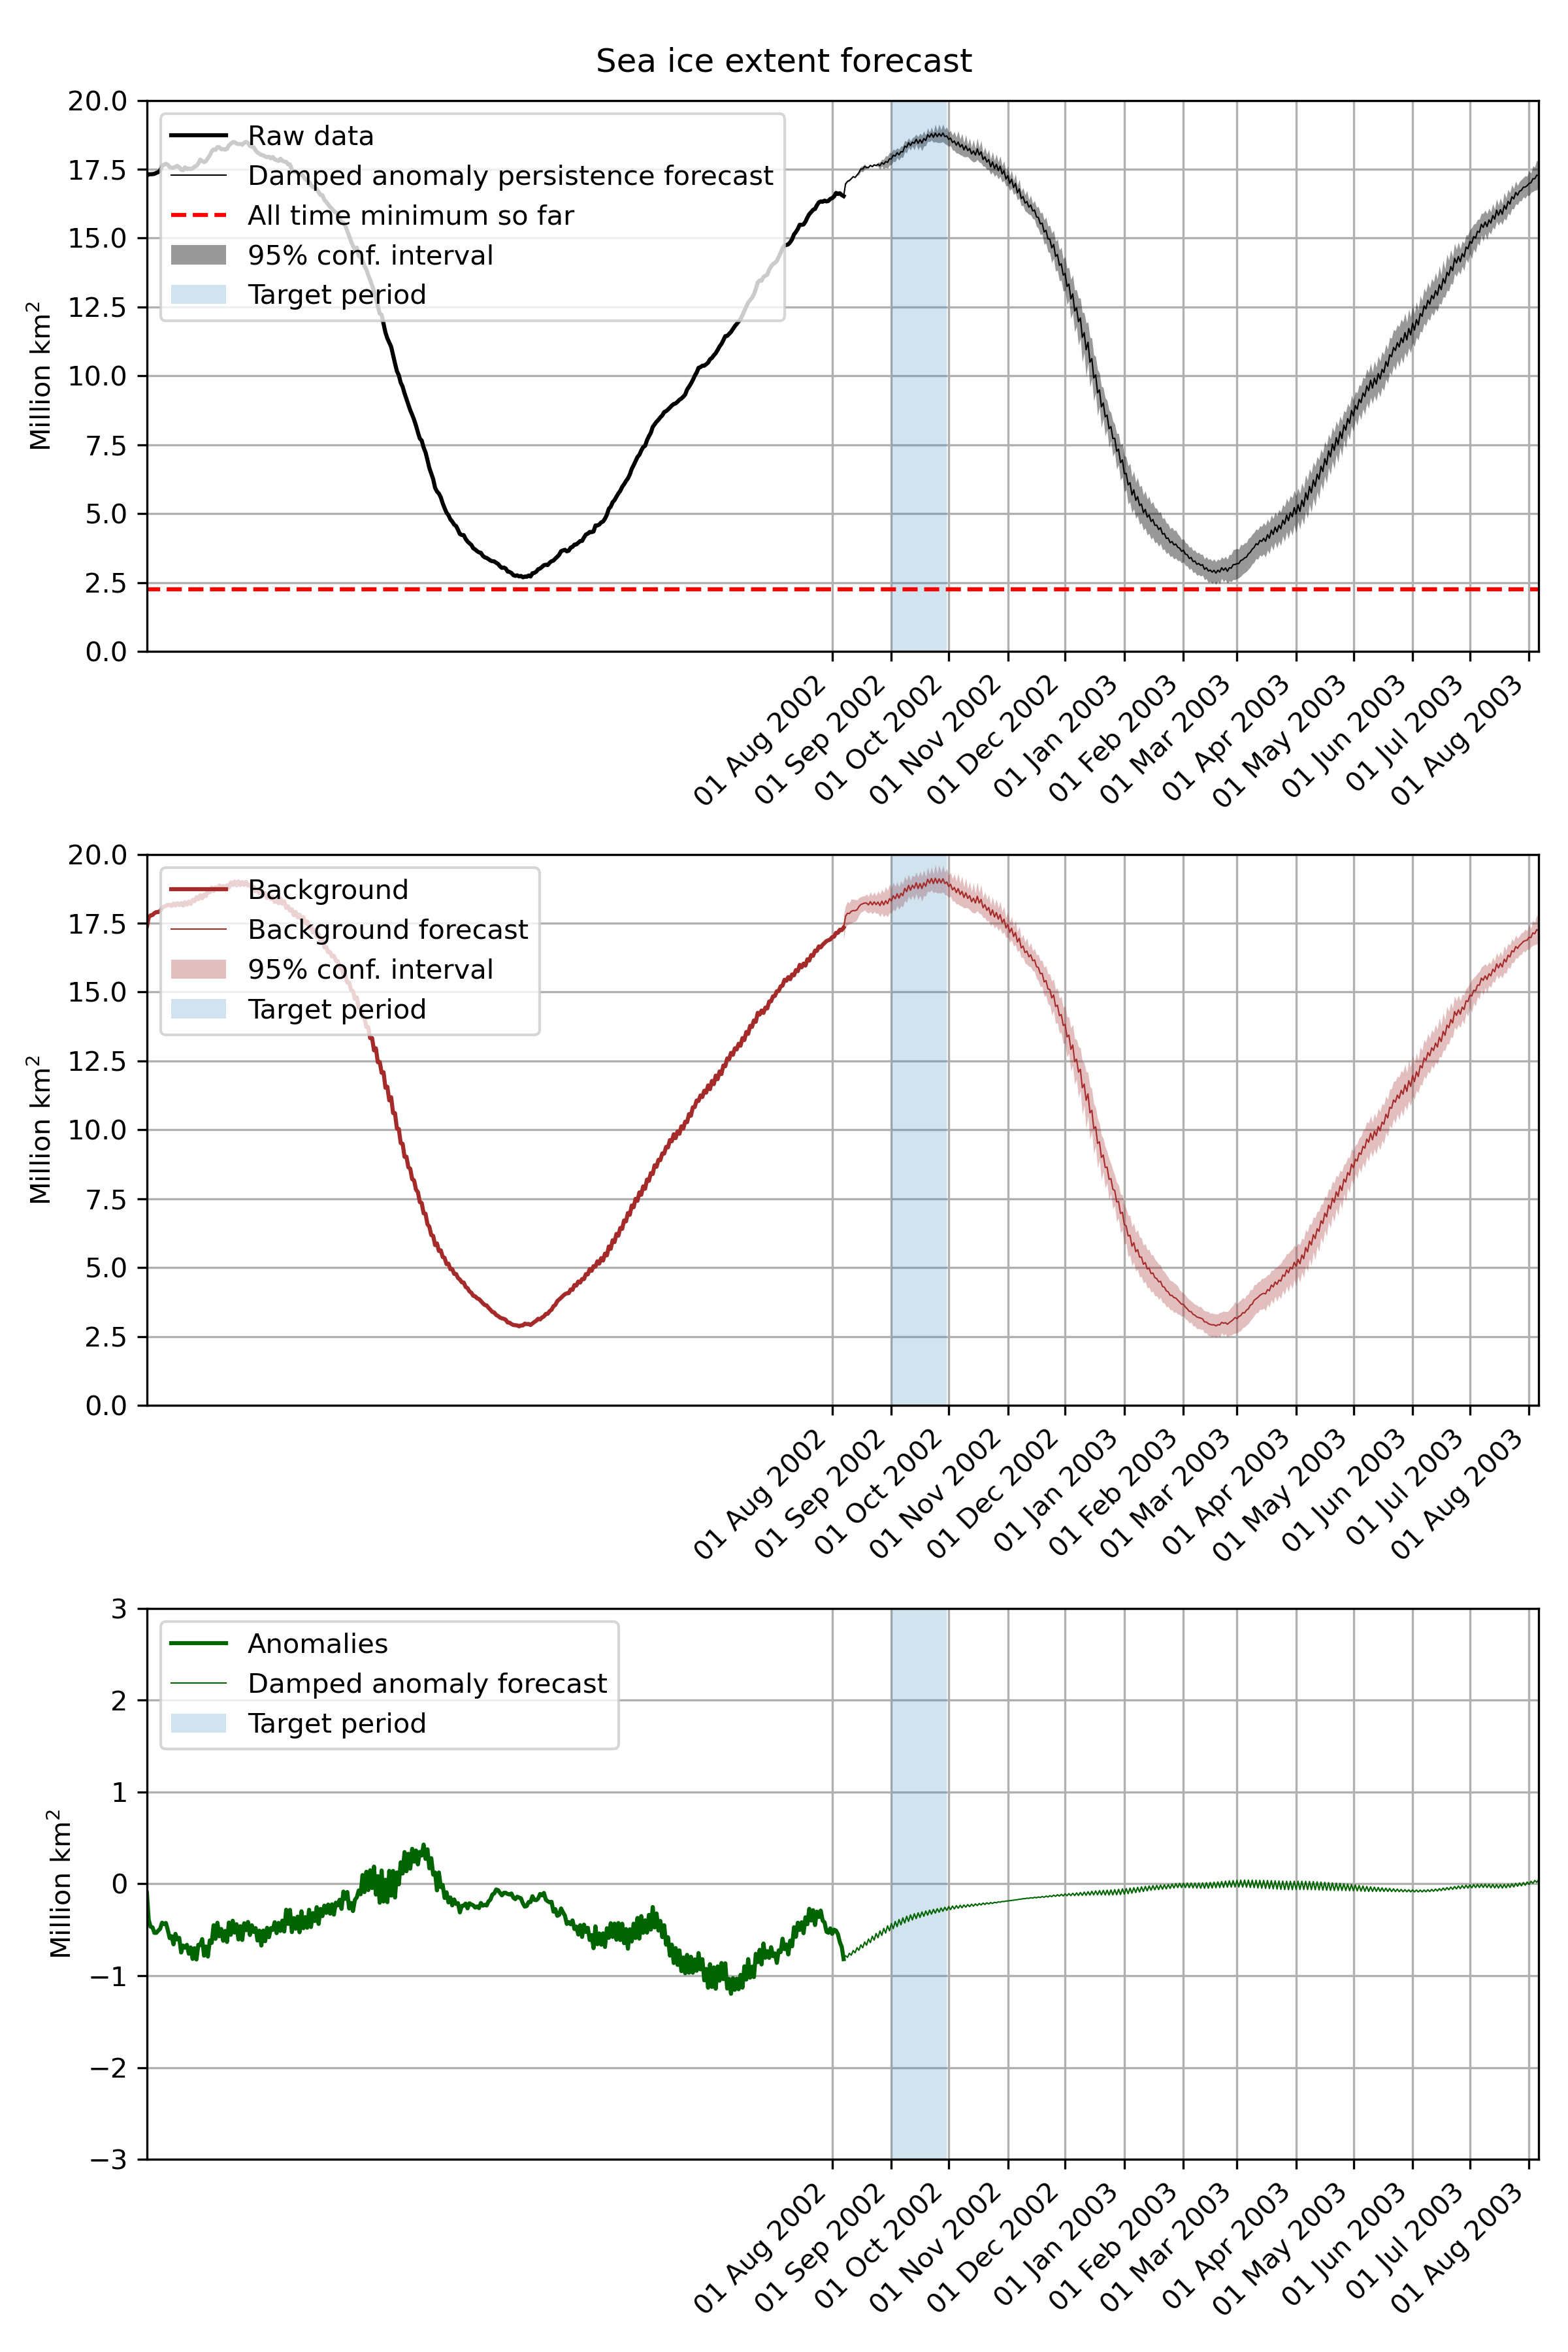 Sea ice extent forecast
20.0
17.5
15.0
12.5
10.0
7.5
5.0
2.5
0.0
Million km²
Raw data
Damped anomaly persistence forecast
All time minimum so far
95% conf. interval
Target period
01 Aug 2002
01 Sep 2002
01 Oct 2002
01 Nov 2002
01 Dec 2002
01 Jan 2003
01 Feb 2003
01 Mar 2003
01 Apr 2003
01 May 2003
01 Jun 2003
01 Jul 2003
01 Aug 2003
20.0
17.5
15.0
12.5
10.0
7.5
5.0
2.5
0.0
Million km²
Background
Background forecast
95% conf. interval
Target period
01 Aug 2002
01 Sep 2002
01 Oct 2002
01 Nov 2002
01 Dec 2002
01 Jan 2003
01 Feb 2003
01 Mar 2003
01 Apr 2003
01 May 2003
01 Jun 2003
01 Jul 2003
01 Aug 2003
3
2
1
0
−1
−2
−3
Million km²
Anomalies
Damped anomaly forecast
Target period
01 Aug 2002
01 Sep 2002
01 Oct 2002
01 Nov 2002
01 Dec 2002
01 Jan 2003
01 Feb 2003
01 Mar 2003
01 Apr 2003
01 May 2003
01 Jun 2003
01 Jul 2003
01 Aug 2003